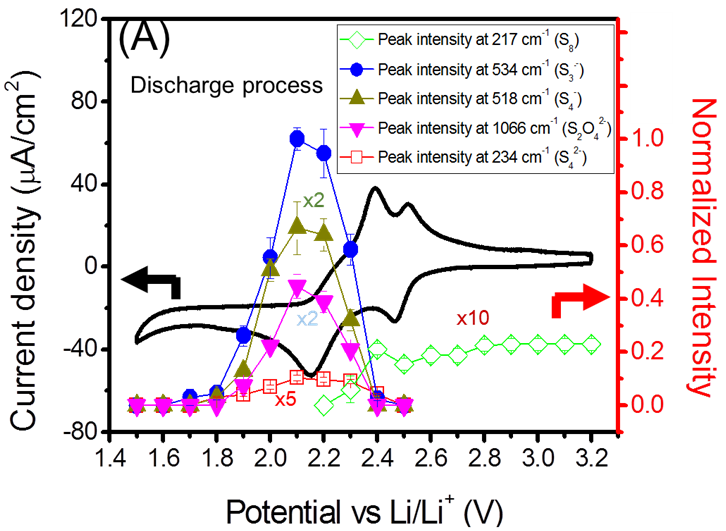 (A)
Discharge process
Peak intensity at 217 cm⁻¹ (S₈)
Peak intensity at 534 cm⁻¹ (S₃˙⁻)
Peak intensity at 518 cm⁻¹ (S₄⁻)
Peak intensity at 1066 cm⁻¹ (S₂O₄²⁻)
Peak intensity at 234 cm⁻¹ (S₄²⁻)
120
80
40
0
-40
-80
Current density (μA/cm²)
x2
x2
x5
x10
1.0
0.8
0.6
0.4
0.2
0.0
Normalized Intensity
1.4 1.6 1.8 2.0 2.2 2.4 2.6 2.8 3.0 3.2
Potential vs Li/Li⁺ (V)